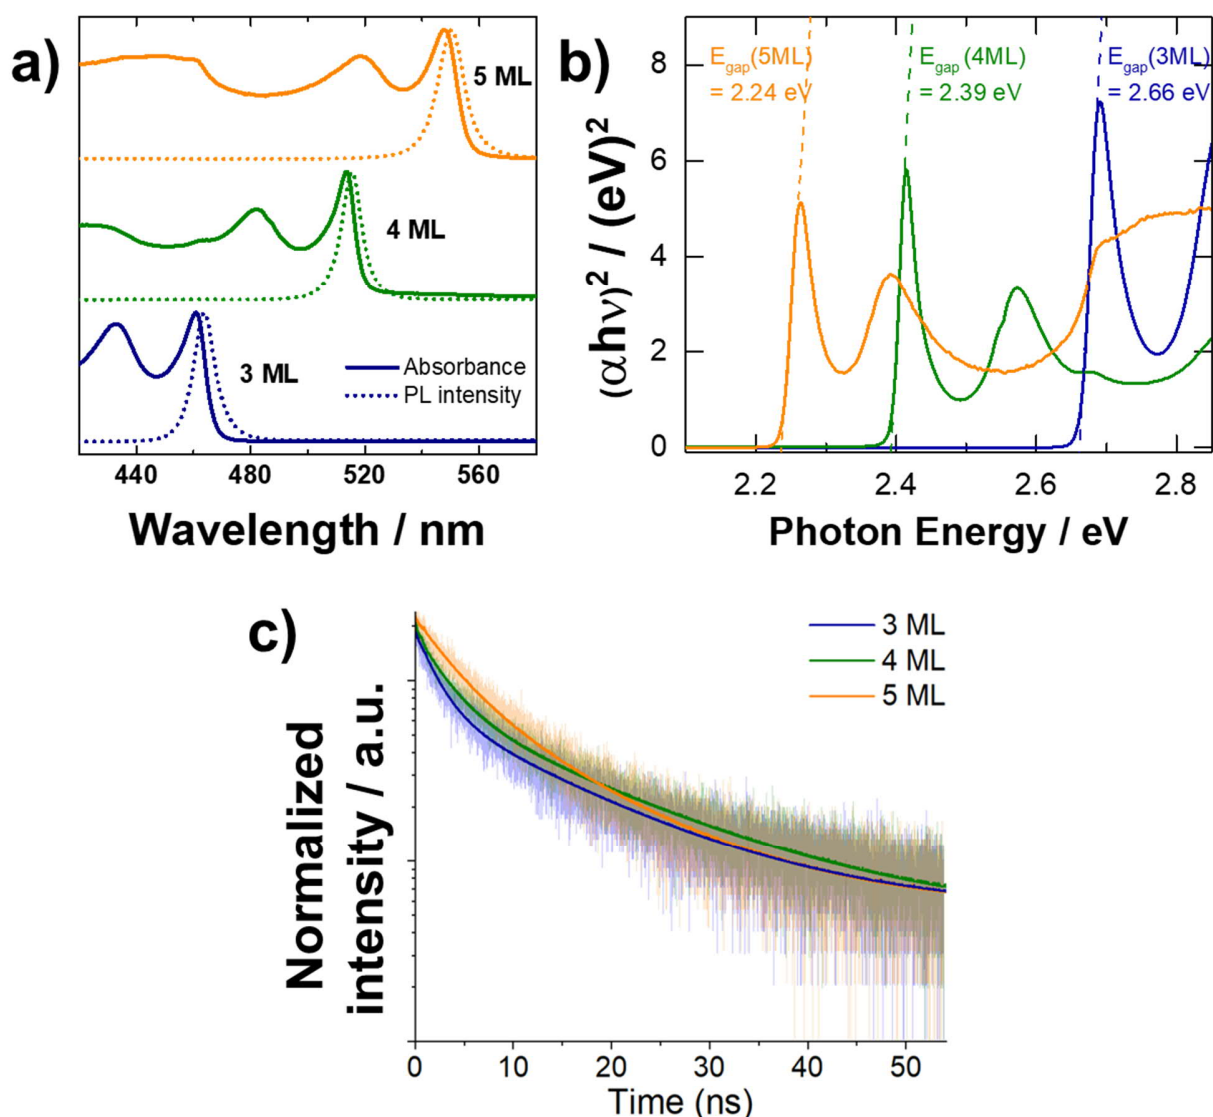 a)
5 ML
4 ML
3 ML
Absorbance
PL intensity
440 480 520 560
Wavelength / nm
b)
E_gap(5ML)
= 2.24 eV
E_gap(4ML)
= 2.39 eV
E_gap(3ML)
= 2.66 eV
8
6
4
2
0
(αhν)² / (eV)²
2.2 2.4 2.6 2.8
Photon Energy / eV
c)
3 ML
4 ML
5 ML
Normalized
intensity / a.u.
0 10 20 30 40 50
Time (ns)